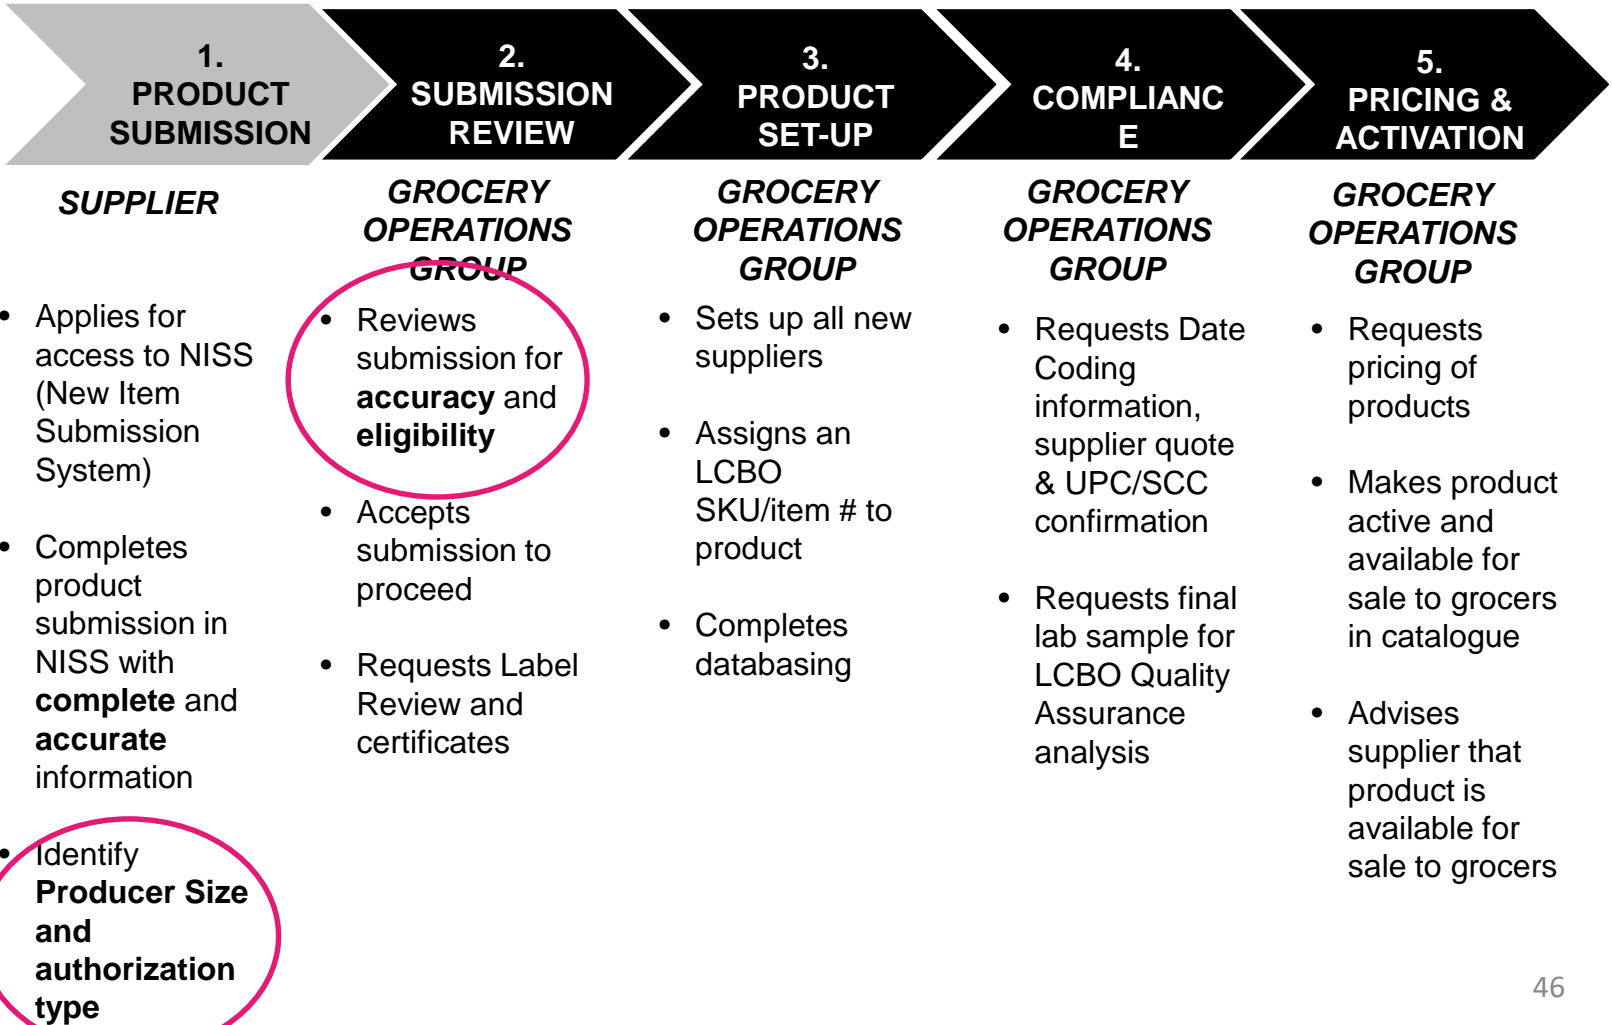 1.
PRODUCT
SUBMISSION
2.
SUBMISSION
REVIEW
3.
PRODUCT
SET-UP
4.
COMPLIANC
E
5.
PRICING &
ACTIVATION
SUPPLIER
• Applies for
access to NISS
(New Item
Submission
System)
• Completes
product
submission in
NISS with
complete and
accurate
information
• Identify
Producer Size
and
authorization
type
GROCERY
OPERATIONS
GROUP
• Reviews
submission for
accuracy and
eligibility
• Accepts
submission to
proceed
• Requests Label
Review and
certificates
GROCERY
OPERATIONS
GROUP
• Sets up all new
suppliers
• Assigns an
LCBO
SKU/item # to
product
• Completes
databasing
GROCERY
OPERATIONS
GROUP
• Requests Date
Coding
information,
supplier quote
& UPC/SCC
confirmation
• Requests final
lab sample for
LCBO Quality
Assurance
analysis
GROCERY
OPERATIONS
GROUP
• Requests
pricing of
products
• Makes product
active and
available for
sale to grocers
in catalogue
• Advises
supplier that
product is
available for
sale to grocers
46